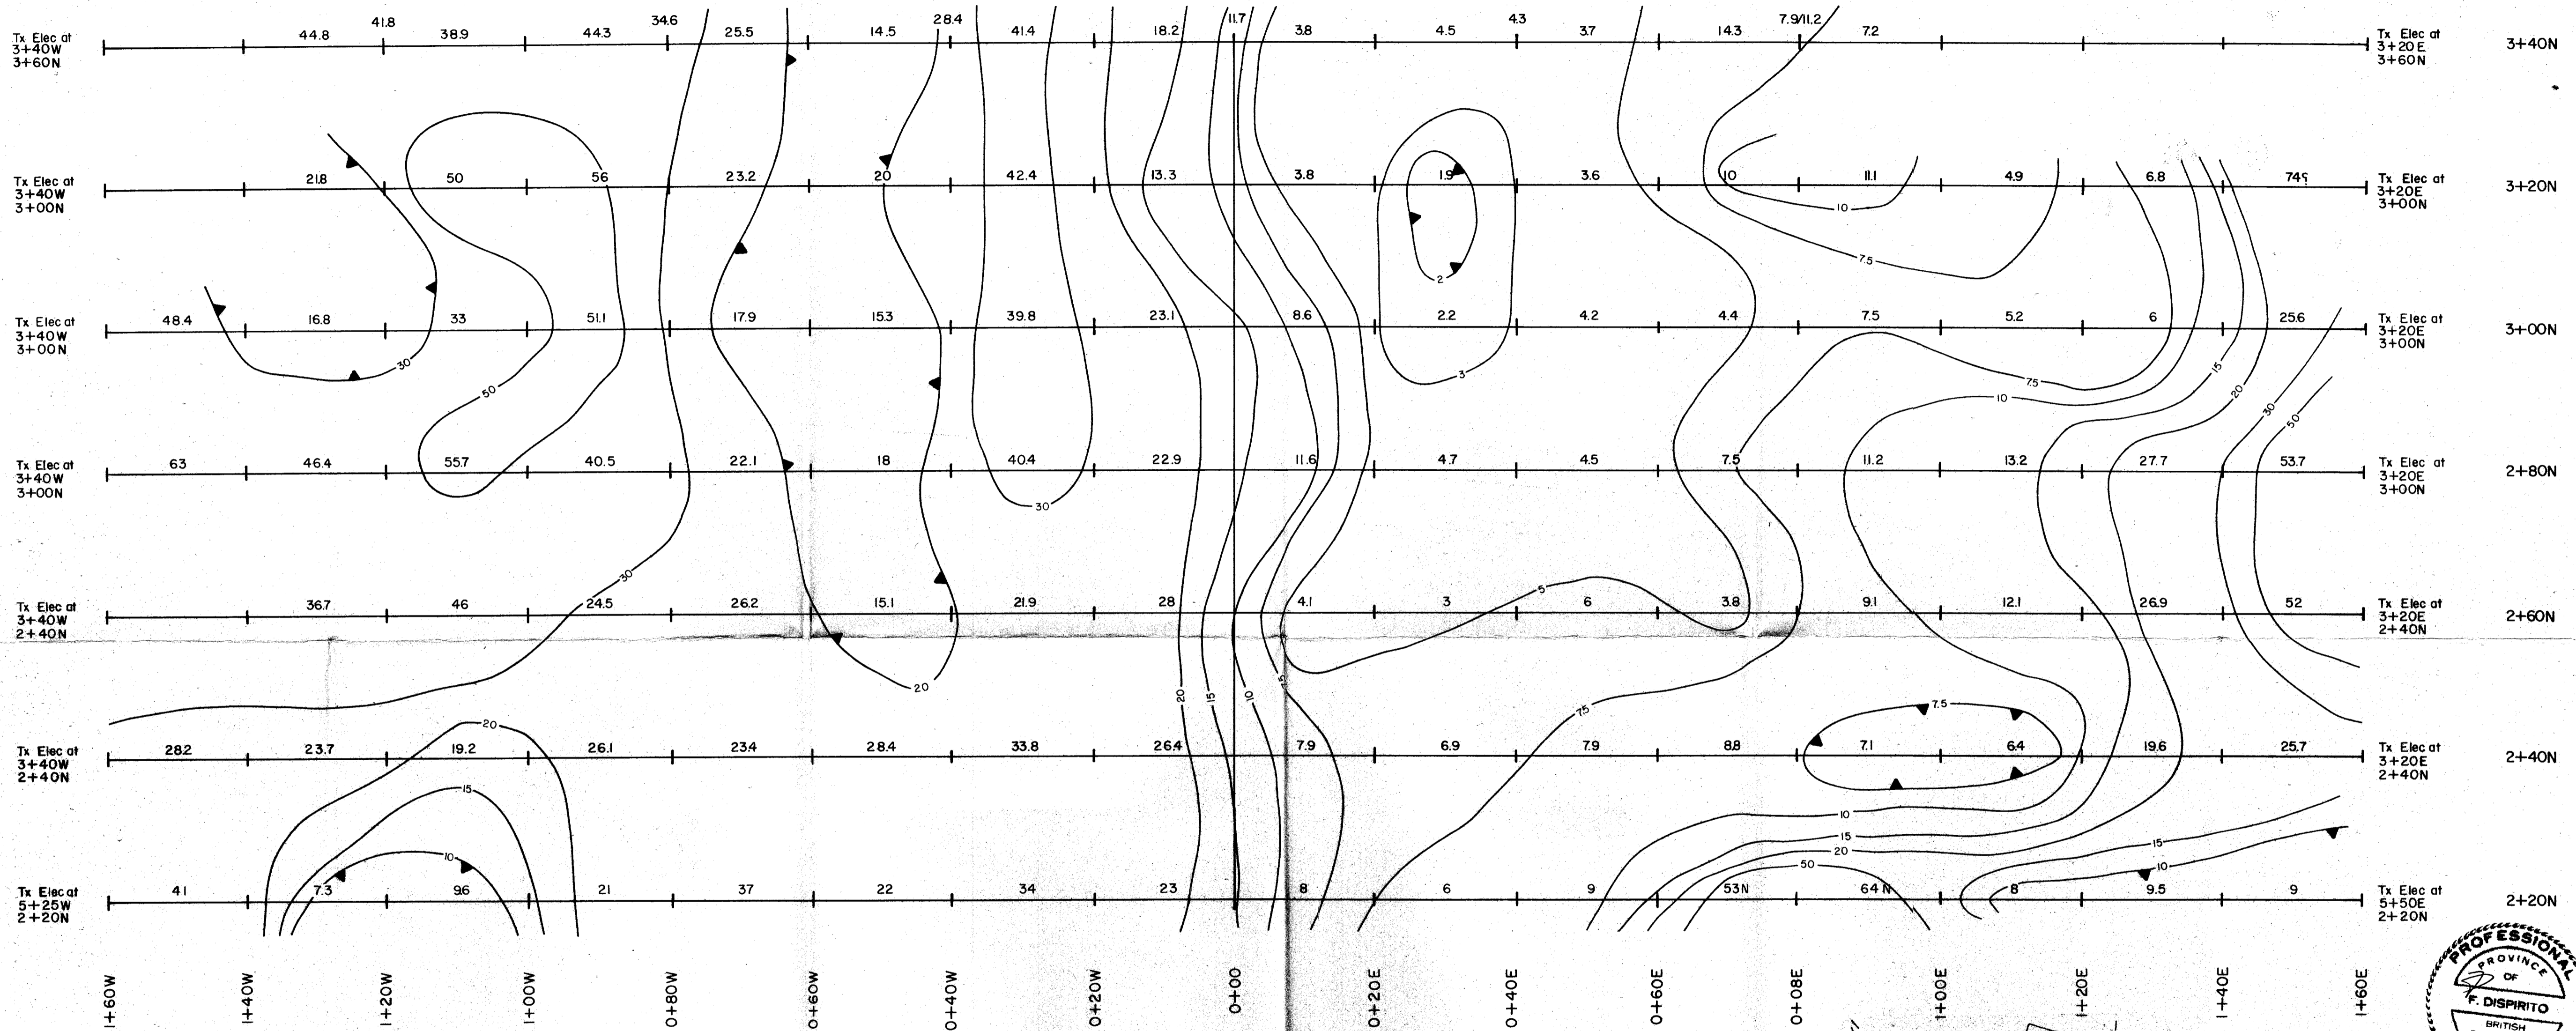 41.8 34.6 28.4 11.7 4.3 7.9/11.2
Tx Elec at 44.8 38.9 44.3 25.5 14.5 41.4 18.2 3.8 4.5 3.7 14.3 7.2 Tx Elec at
3+40W 3+20E 3+40N
3+60N 3+60N
Tx Elec at 21.8 50 56 23.2 20 42.4 13.3 3.8 1.9 3.6 10 11.1 4.9 6.8 Tx Elec at
3+40W 3+20E 3+20N
3+00N 3+00N
10
7.5
2
Tx Elec at 48.4 16.8 33 51.1 17.9 153 39.8 23.1 8.6 2.2 4.2 4.4 7.5 5.2 6 25.6 Tx Elec at
3+40W 3+20E 3+00N
3+00N 3+00N
30 15
3 7.5
50 10 20
30 50
Tx Elec at 63 46.4 55.7 40.5 22.1 18 40.4 22.9 11.6 4.7 4.5 7.5 11.2 13.2 27.7 53.7 Tx Elec at
3+40W 3+20E 2+80N
3+00N 3+00N
30
30 5
Tx Elec at 36.7 46 24.5 26.2 15.1 21.9 28 4.1 3 6 3.8 9.1 12.1 26.9 52 Tx Elec at
3+40W 3+20E 2+60N
2+40N 2+40N
20 20 15 10 7.5
20 7.5 7.5
Tx Elec at 28.2 23.7 19.2 26.1 23.4 28.4 33.8 26.4 7.9 6.9 7.9 8.8 7.1 6.4 19.6 25.7 Tx Elec at
3+40W 3+20E 2+40N
2+40N 2+40N
15 10
15 15
10 20 10
50
Tx Elec at 41 7.3 9.6 21 37 22 34 23 8 6 9 53N 64N 8 9.5 9 Tx Elec at
5+25W 5+50E 2+20N
2+20N 2+20N
1+60W 1+40W 1+20W 1+00W 0+80W 0+60W 0+40W 0+20W 0+00 0+20E 0+40E 0+60E 0+08E 1+00E 1+20E 1+40E 1+60E
PROFESSIONAL
PROVINCE
OF
F. DISPIRITO
BRITISH